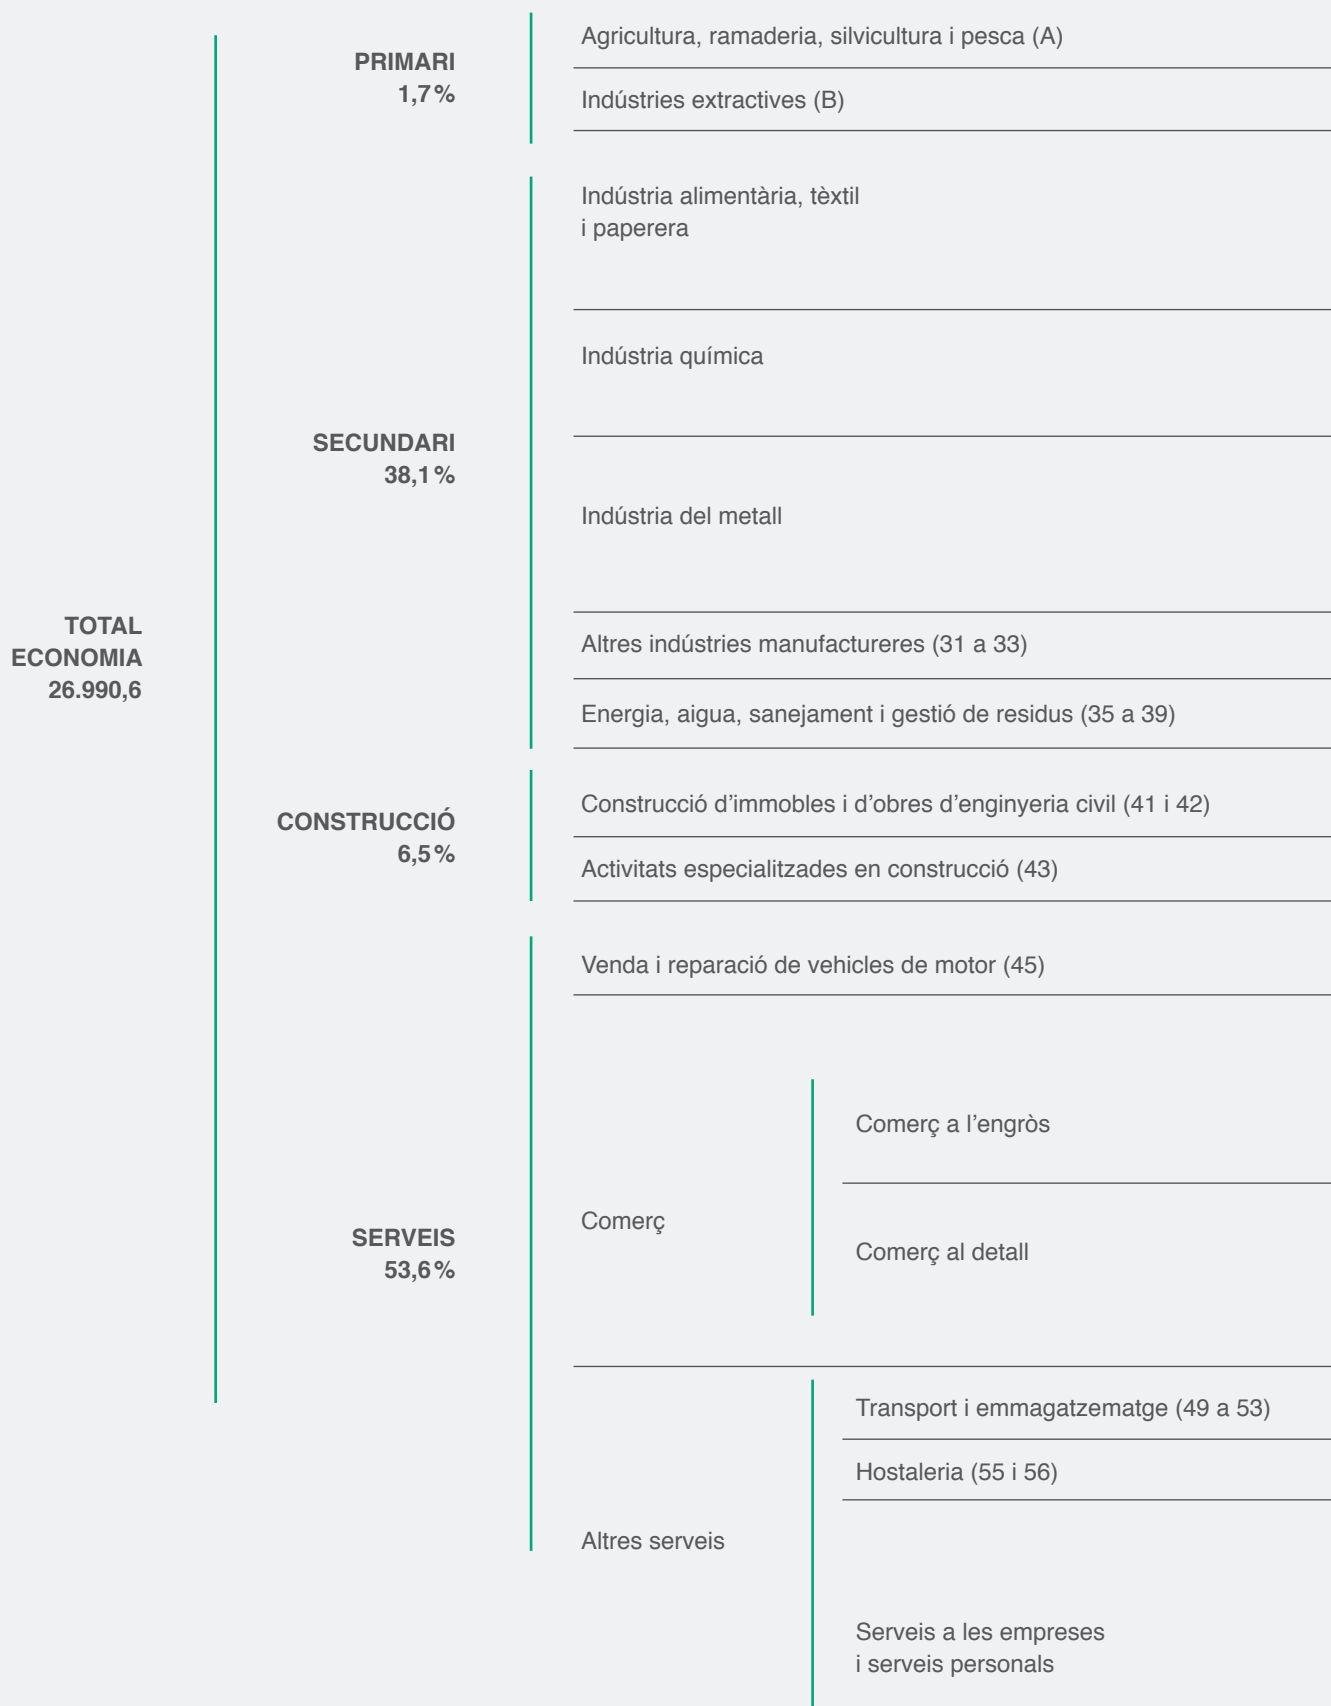 TOTAL
ECONOMIA
26.990,6
PRIMARI
1,7 %
Agricultura, ramaderia, silvicultura i pesca (A)
Indústries extractives (B)
SECUNDARI
38,1 %
Indústria alimentària, tèxtil
i paperera
Indústria química
Indústria del metall
Altres indústries manufactureres (31 a 33)
Energia, aigua, sanejament i gestió de residus (35 a 39)
CONSTRUCCIÓ
6,5 %
Construcció d’immobles i d’obres d’enginyeria civil (41 i 42)
Activitats especialitzades en construcció (43)
SERVEIS
53,6 %
Venda i reparació de vehicles de motor (45)
Comerç
Comerç a l’engròs
Comerç al detall
Altres serveis
Transport i emmagatzematge (49 a 53)
Hostaleria (55 i 56)
Serveis a les empreses
i serveis personals